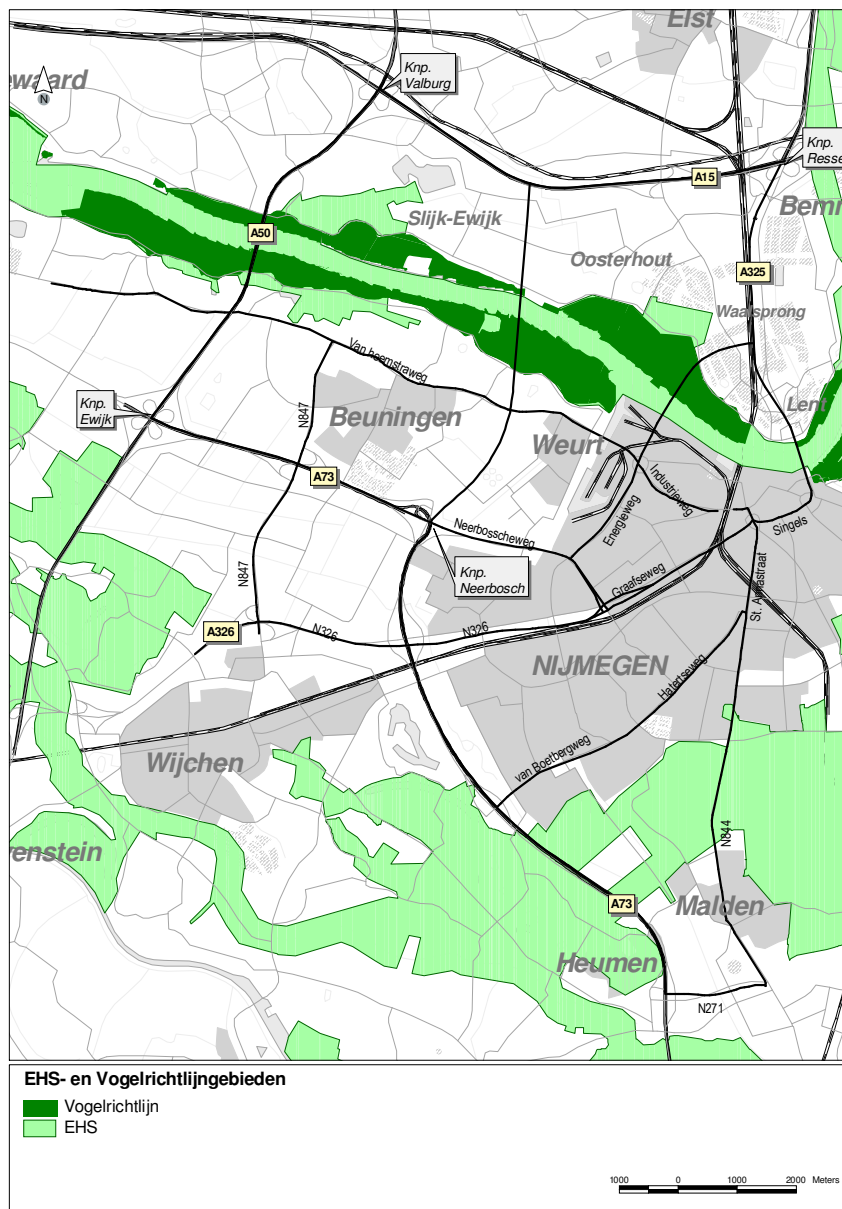 Elst
Knp.
Valburg
ewaard
N
Knp.
Resse
A15
Bemm
Slijk-Ewijk
A50
Oosterhout
A325
Waalsprong
Van heemstraweg
Knp.
Ewijk
N847
Beuningen
Lent
Weurt
A73
Industrieweg
Neerbosscheweg
Energieweg
Singels
Knp.
Neerbosch
Graafseweg
St. Annastraat
N847
A326
N326
N326
NIJMEGEN
Hatertseweg
Wijchen
van Boetbergweg
N844
renstein
A73
Malden
Heumen
N271
EHS- en Vogelrichtlijngebieden
Vogelrichtlijn
EHS
1000 0 1000 2000 Meters